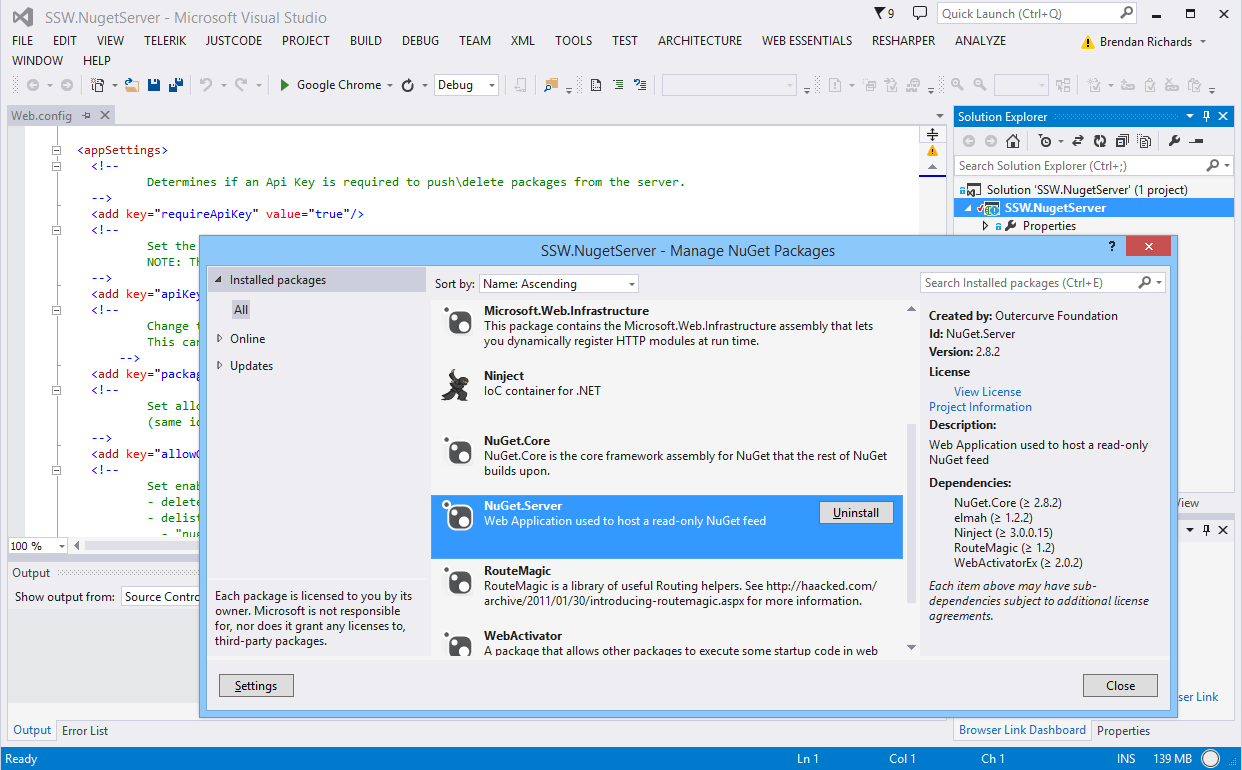 SSW.NugetServer - Microsoft Visual Studio
9
Quick Launch (Ctrl+Q)
FILE EDIT VIEW TELERIK JUSTCODE PROJECT BUILD DEBUG TEAM XML TOOLS TEST ARCHITECTURE WEB ESSENTIALS RESHARPER ANALYZE
Brendan Richards
WINDOW HELP
Google Chrome
Debug
Web.config
<appSettings>
<!--
Determines if an Api Key is required to push\delete packages from the server.
-->
<add key="requireApiKey" value="true"/>
<!--
Set the
NOTE: Th
-->
<add key="apiKey
<!--
Change t
This car
-->
<add key="packag
<!--
Set allo
(same id
-->
<add key="allowO
<!--
Set enab
- delete
- delist
- "nug
100 %
Output
Show output from: Source Contro
Output Error List
Solution Explorer
Search Solution Explorer (Ctrl+;)
Solution 'SSW.NugetServer' (1 project)
SSW.NugetServer
Properties
SSW.NugetServer - Manage NuGet Packages
?
Installed packages
All
Online
Updates
Each package is licensed to you by its
owner. Microsoft is not responsible
for, nor does it grant any licenses to,
third-party packages.
Settings
Sort by: Name: Ascending
Microsoft.Web.Infrastructure
This package contains the Microsoft.Web.Infrastructure assembly that lets
you dynamically register HTTP modules at run time.
Ninject
IoC container for .NET
NuGet.Core
NuGet.Core is the core framework assembly for NuGet that the rest of NuGet
builds upon.
NuGet.Server
Web Application used to host a read-only NuGet feed
Uninstall
RouteMagic
RouteMagic is a library of useful Routing helpers. See http://haacked.com/
archive/2011/01/30/introducing-routemagic.aspx for more information.
WebActivator
A package that allows other packages to execute some startup code in web
Search Installed packages (Ctrl+E)
Created by: Outercurve Foundation
Id: NuGet.Server
Version: 2.8.2
License
View License
Project Information
Description:
Web Application used to host a read-only
NuGet feed
Dependencies:
NuGet.Core (≥ 2.8.2)
elmah (≥ 1.2.2)
Ninject (≥ 3.0.0.15)
RouteMagic (≥ 1.2)
WebActivatorEx (≥ 2.0.2)
Each item above may have sub-
dependencies subject to additional license
agreements.
Close
View
ser Link
Browser Link Dashboard Properties
Ready
Ln 1
Col 1
Ch 1
INS
139 MB